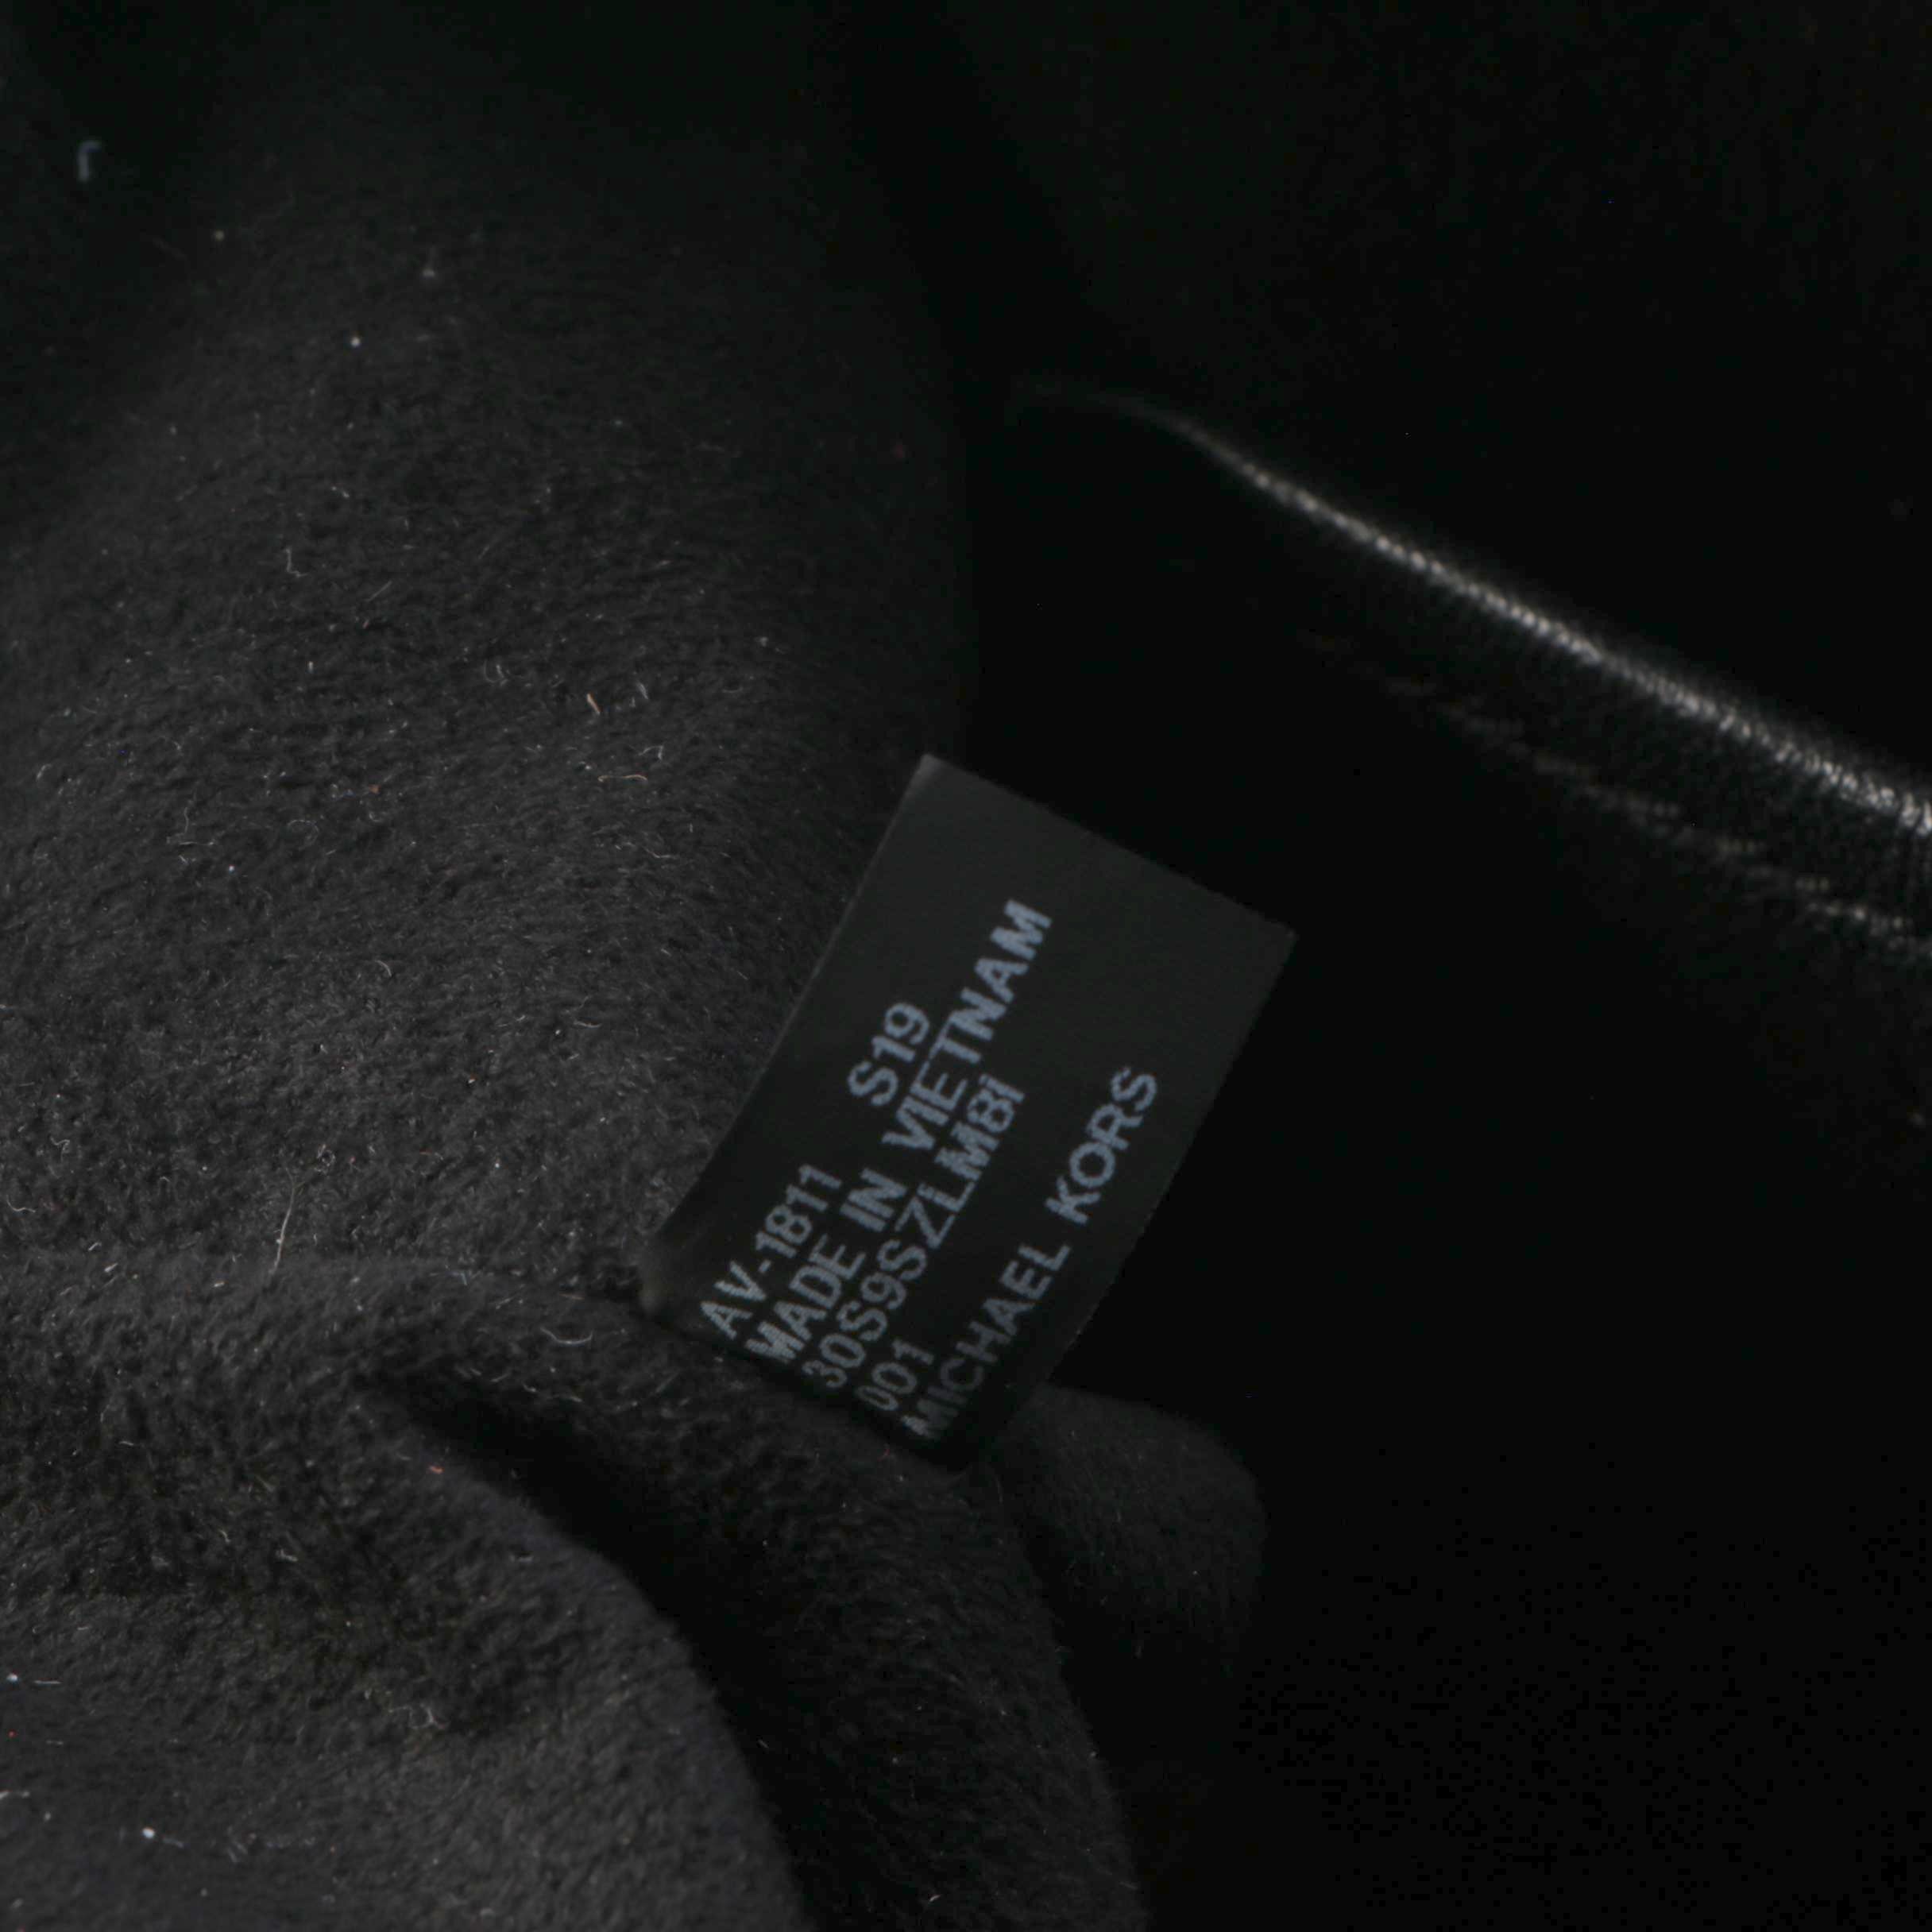 AV-1811 S19
MADE IN VIETNAM
30S9SZLM8I
001
MICHAEL KORS